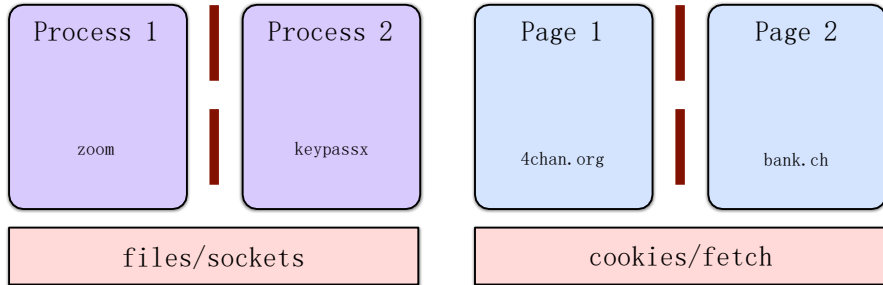 Process 1
Process 2
Page 1
Page 2
zoom
keypassx
4chan.org
bank.ch
files/sockets
cookies/fetch